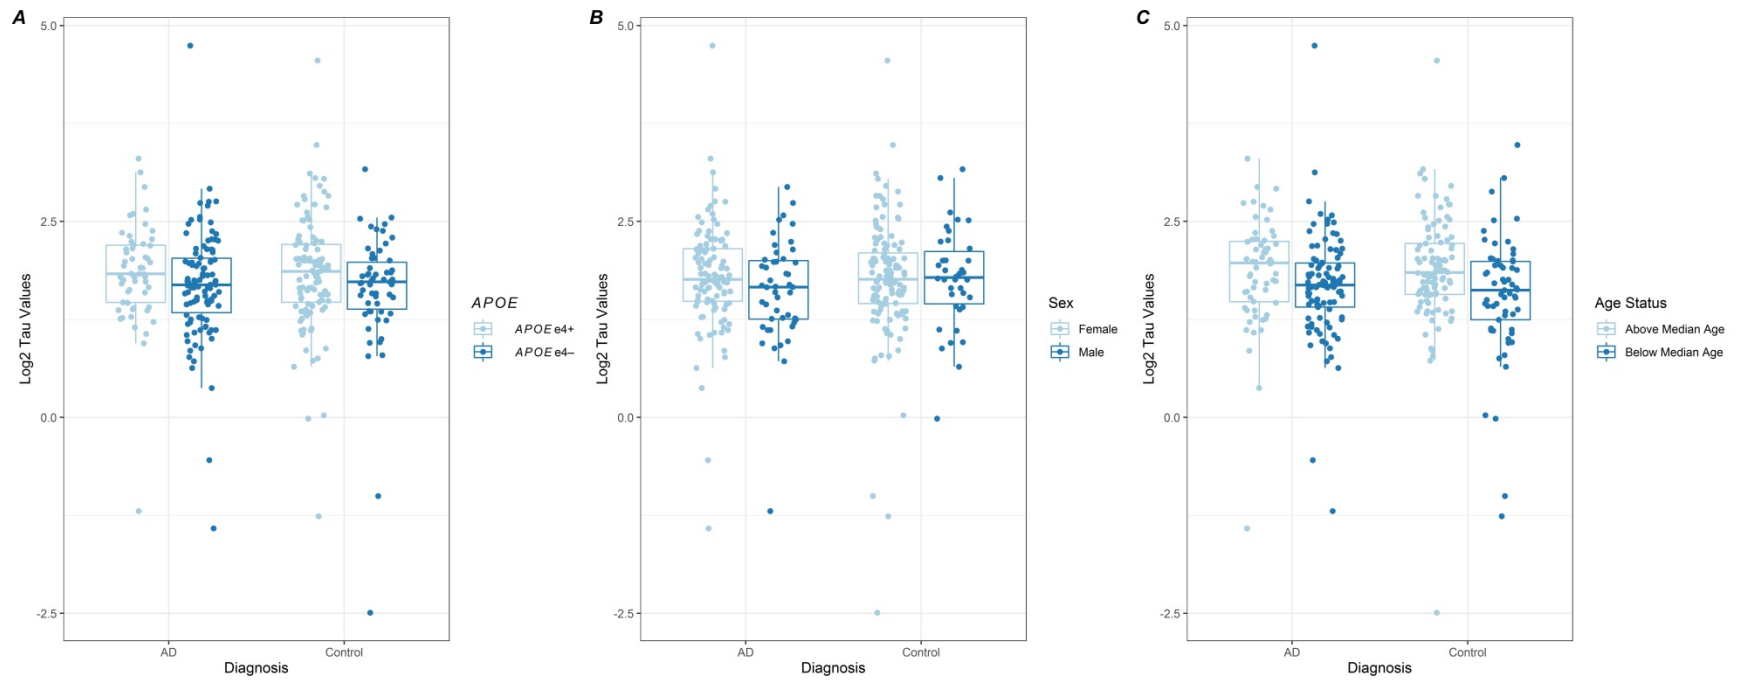 A
5.0
2.5
0.0
-2.5
Log2 Tau Values
AD
Control
Diagnosis
APOE
APOE e4+
APOE e4–
B
5.0
2.5
0.0
-2.5
Log2 Tau Values
AD
Control
Diagnosis
Sex
Female
Male
C
5.0
2.5
0.0
-2.5
Log2 Tau Values
AD
Control
Diagnosis
Age Status
Above Median Age
Below Median Age